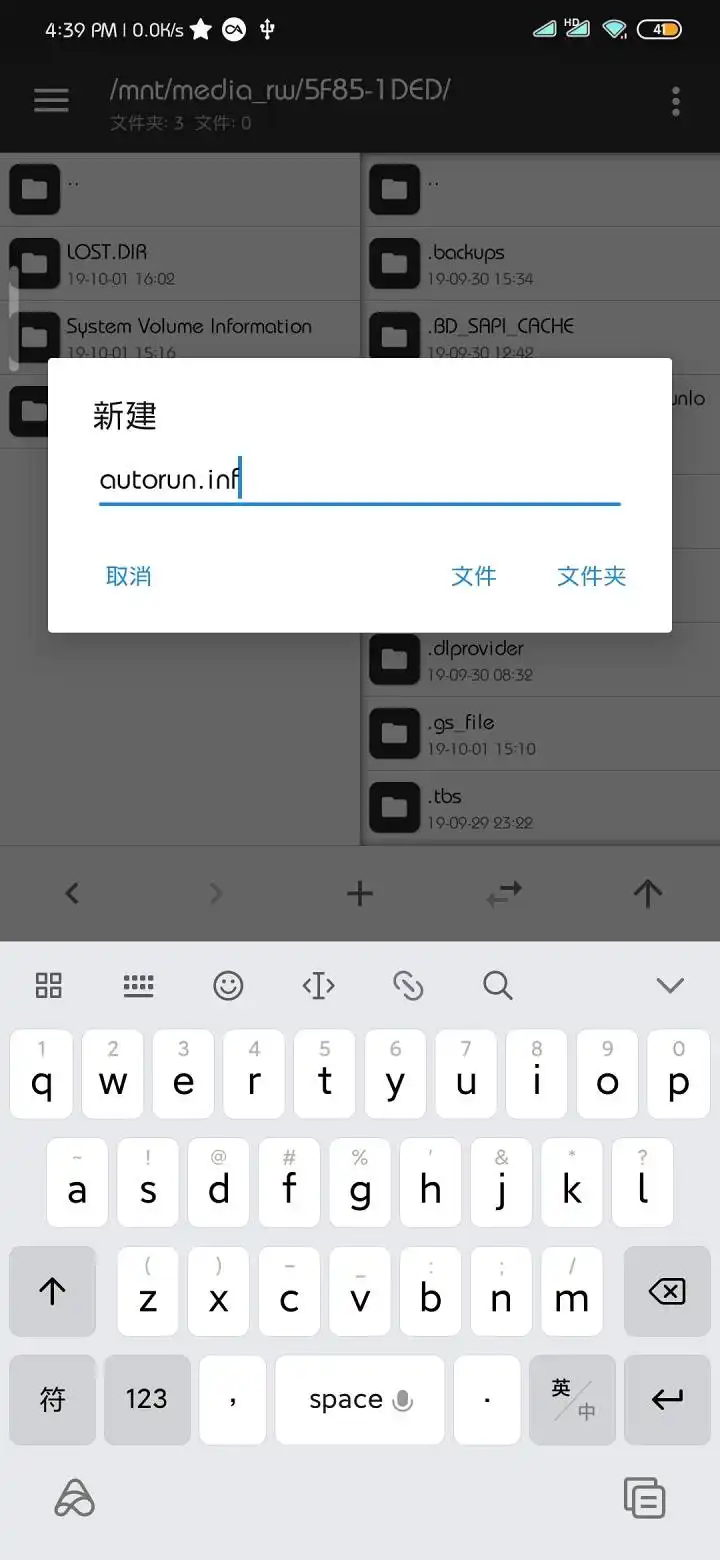 4:39 PM | 0.0K/s
HD
41
/mnt/media_rw/5F85-1DED/
文件夹: 3 文件: 0
..
LOST.DIR
19-10-01 16:02
System Volume Information
19-10-01 15:16
..
.backups
19-09-30 15:34
.BD_SAPI_CACHE
19-09-30 12:42
unlo
新建
autorun.inf
取消
文件
文件夹
.dlprovider
19-09-30 08:32
.gs_file
19-10-01 15:10
.tbs
19-09-29 23:22
1 2 3 4 5 6 7 8 9 0
q w e r t y u i o p
~ ! @ # % ' & * ?
a s d f g h j k l
( ) - _ : ; /
z x c v b n m
符 123 , space . 英/中